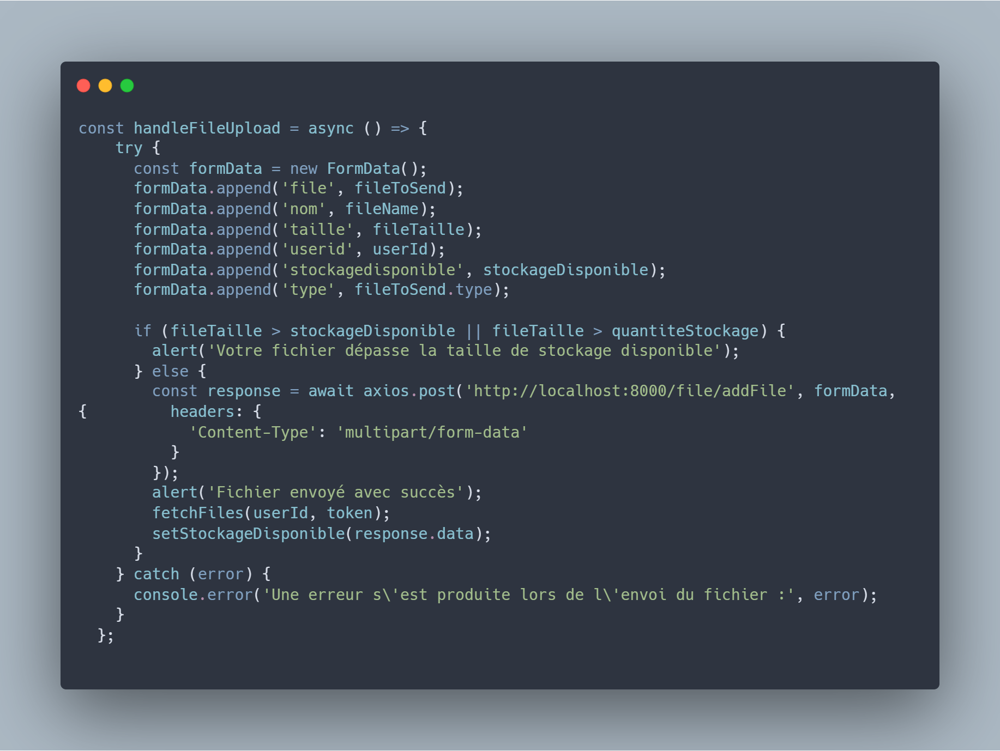 const handleFileUpload = async () => {
    try {
      const formData = new FormData();
      formData.append('file', fileToSend);
      formData.append('nom', fileName);
      formData.append('taille', fileTaille);
      formData.append('userid', userId);
      formData.append('stockagedisponible', stockageDisponible);
      formData.append('type', fileToSend.type);

      if (fileTaille > stockageDisponible || fileTaille > quantiteStockage) {
        alert('Votre fichier dépasse la taille de stockage disponible');
      } else {
        const response = await axios.post('http://localhost:8000/file/addFile', formData,
{         headers: {
            'Content-Type': 'multipart/form-data'
          }
        });
        alert('Fichier envoyé avec succès');
        fetchFiles(userId, token);
        setStockageDisponible(response.data);
      }
    } catch (error) {
      console.error('Une erreur s\'est produite lors de l\'envoi du fichier :', error);
    }
  };